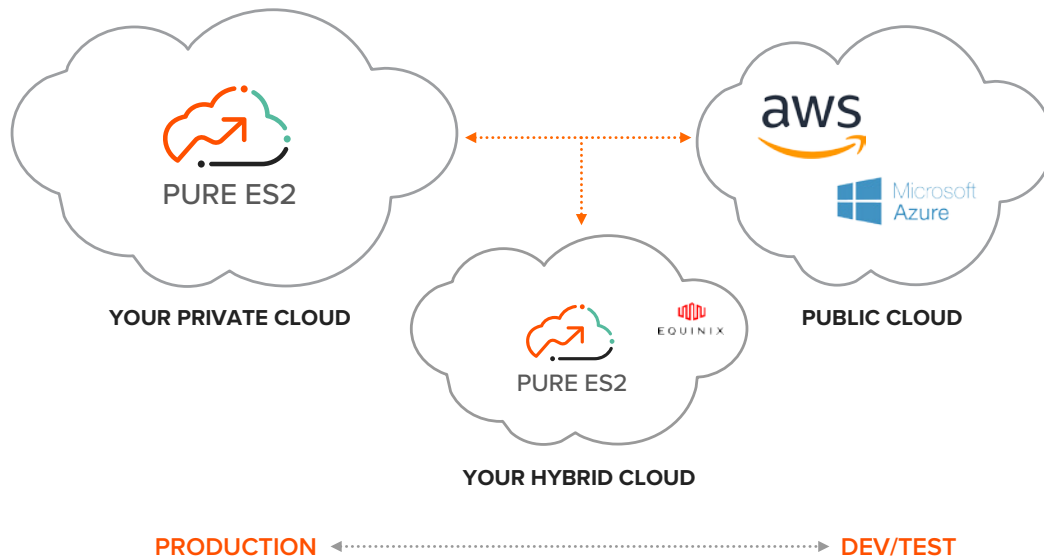 PURE ES2
aws
Microsoft
Azure
YOUR PRIVATE CLOUD
PUBLIC CLOUD
EQUINIX
PURE ES2
YOUR HYBRID CLOUD
PRODUCTION
DEV/TEST